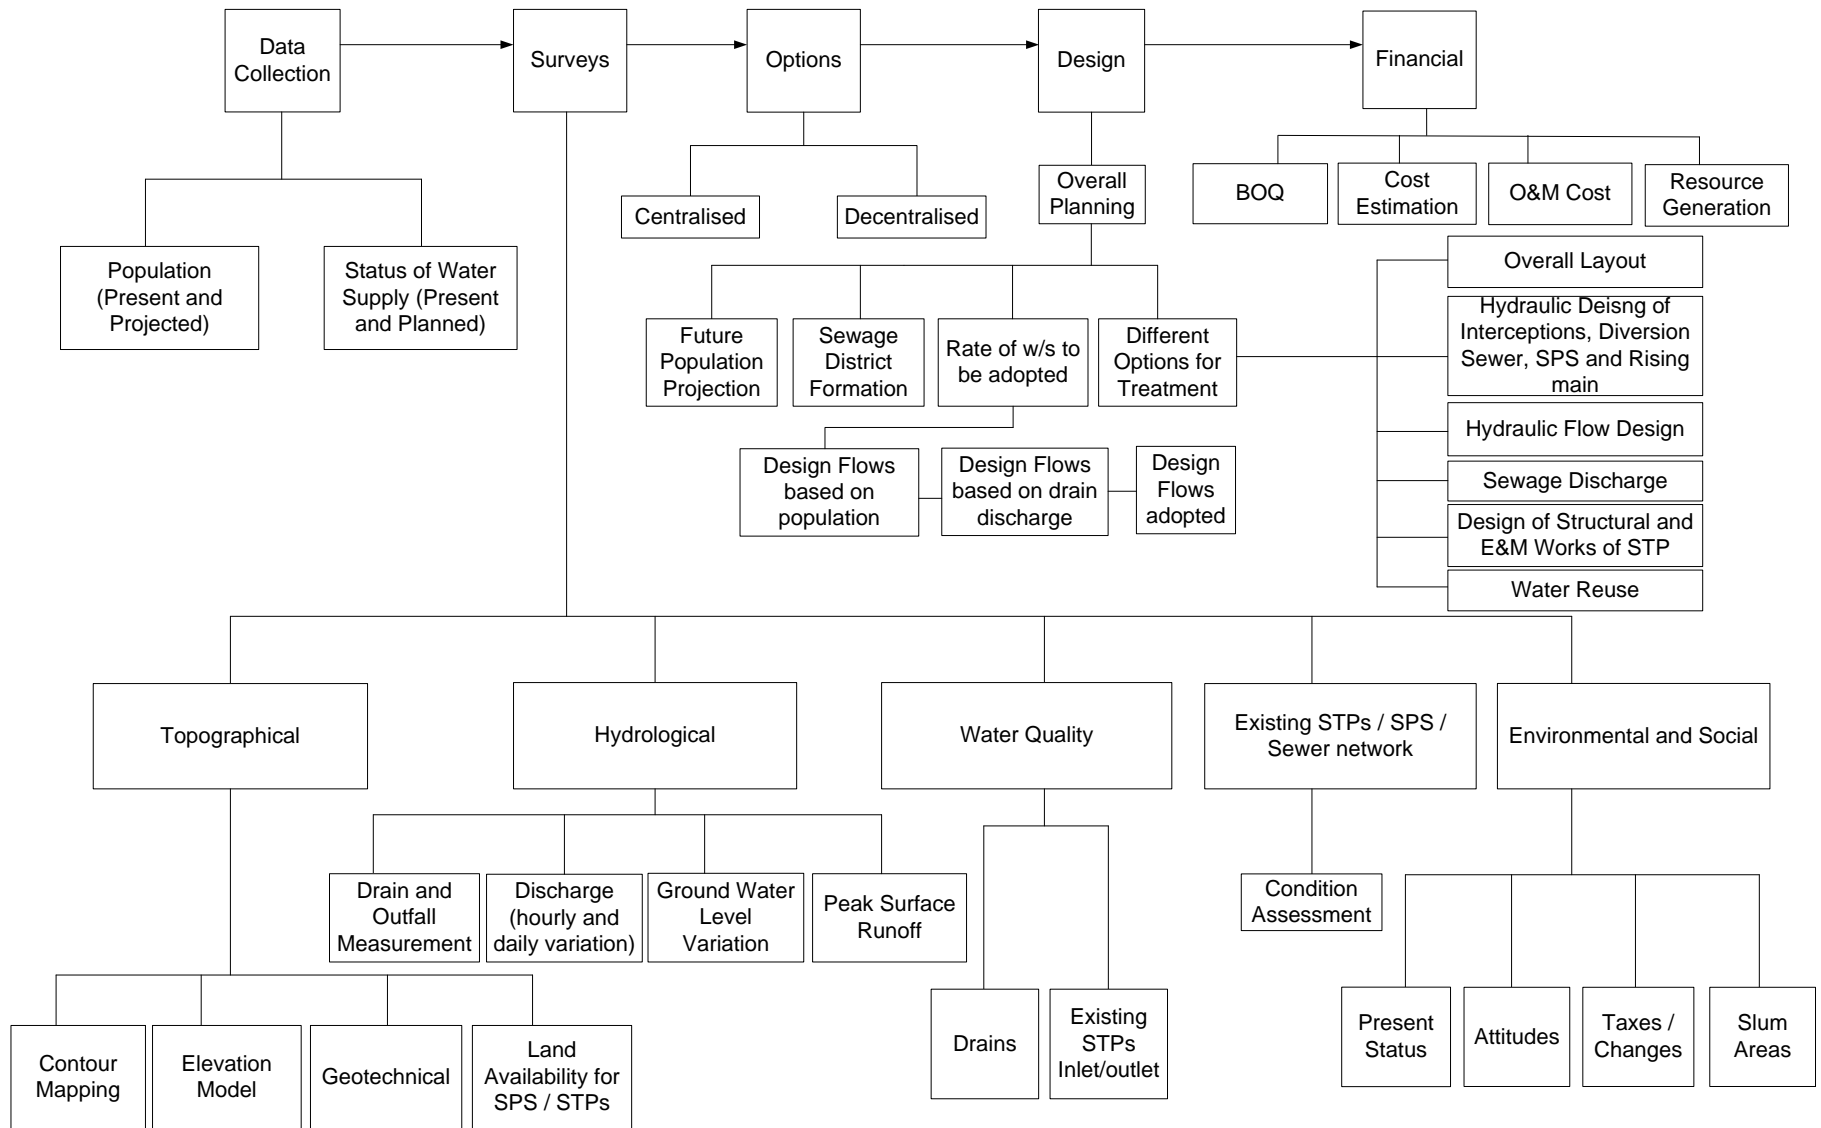 Data
Collection
Surveys
Options
Design
Financial
Population
(Present and
Projected)
Status of Water
Supply (Present
and Planned)
Centralised
Decentralised
Overall
Planning
BOQ
Cost
Estimation
O&M Cost
Resource
Generation
Future
Population
Projection
Sewage
District
Formation
Rate of w/s to
be adopted
Different
Options for
Treatment
Overall Layout
Hydraulic Deisng of
Interceptions, Diversion
Sewer, SPS and Rising
main
Hydraulic Flow Design
Sewage Discharge
Design of Structural and
E&M Works of STP
Water Reuse
Design Flows
based on
population
Design Flows
based on drain
discharge
Design
Flows
adopted
Topographical
Hydrological
Water Quality
Existing STPs / SPS /
Sewer network
Environmental and Social
Drain and
Outfall
Measurement
Discharge
(hourly and
daily variation)
Ground Water
Level
Variation
Peak Surface
Runoff
Condition
Assessment
Contour
Mapping
Elevation
Model
Geotechnical
Land
Availability for
SPS / STPs
Drains
Existing
STPs
Inlet/outlet
Present
Status
Attitudes
Taxes /
Changes
Slum
Areas